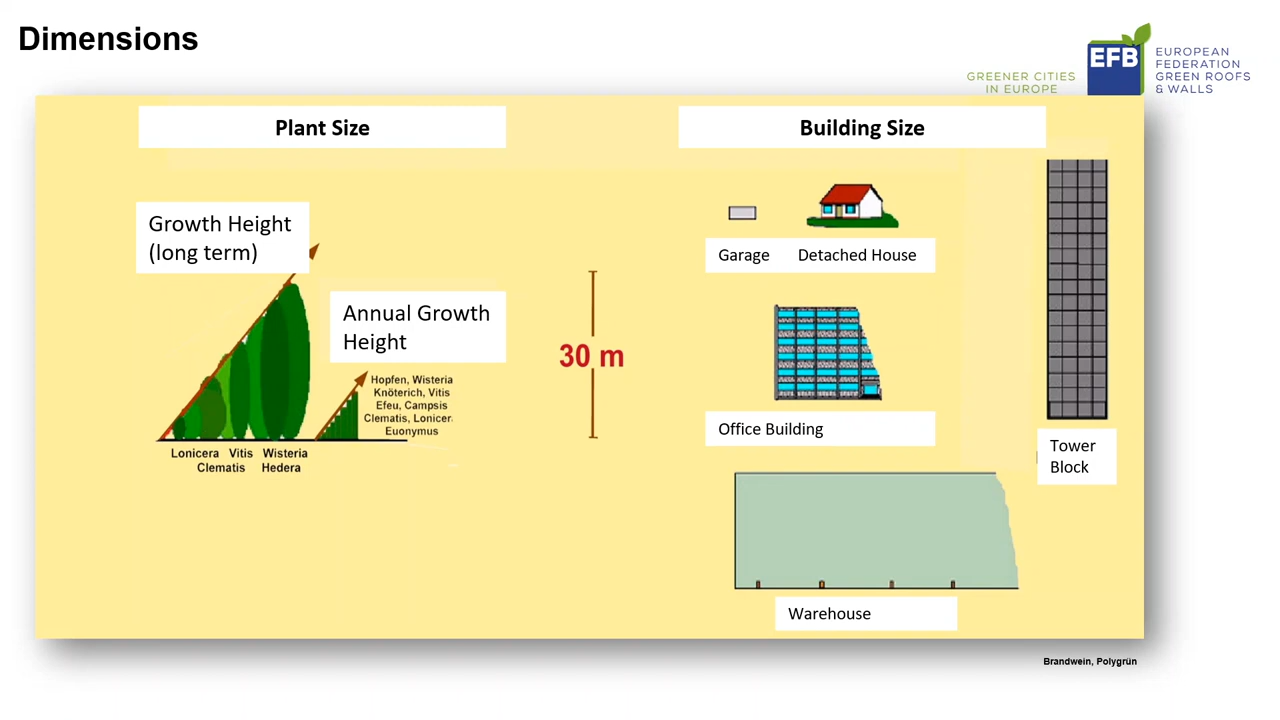 Dimensions
GREENER CITIES
IN EUROPE
EFB
EUROPEAN
FEDERATION
GREEN ROOFS
& WALLS
Plant Size
Building Size
Growth Height
(long term)
Annual Growth
Height
Hopfen, Wisteria
Knöterich, Vitis
Efeu, Campsis
Clematis, Lonicer
Euonymus
Lonicera Vitis Wisteria
Clematis Hedera
30 m
Garage Detached House
Office Building
Tower
Block
Warehouse
Brandwein, Polygrün